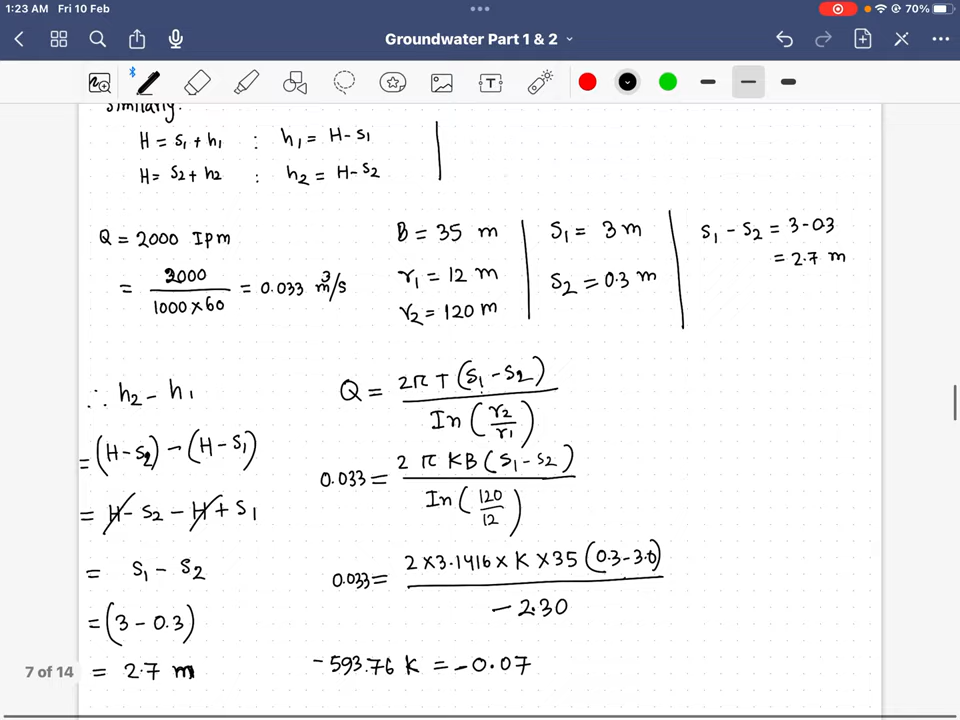 1:23 AM Fri 10 Feb
70%
Groundwater Part 1 & 2
Similarly.
H = s₁ + h₁ : h₁ = H - s₁
H = S₂ + h₂ : h₂ = H - S₂
Q = 2000 Ipm
= 2000 / 1000 × 60 = 0.033 m³/s
B = 35 m
r₁ = 12 m
r₂ = 120 m
S₁ = 3 m
S₂ = 0.3 m
S₁ - S₂ = 3 - 0.3
= 2.7 m
∴ h₂ - h₁
= (H - S₂) - (H - S₁)
= H - S₂ - H + S₁
= S₁ - S₂
= (3 - 0.3)
= 2.7 m
Q = 2π T (S₁ - S₂) / In (r₂/r₁)
0.033 = 2 π KB (S₁ - S₂) / In (120/12)
0.033 = 2 × 3.1416 × K × 35 (0.3 - 3.0) / - 2.30
- 593.76 K = - 0.07
7 of 14